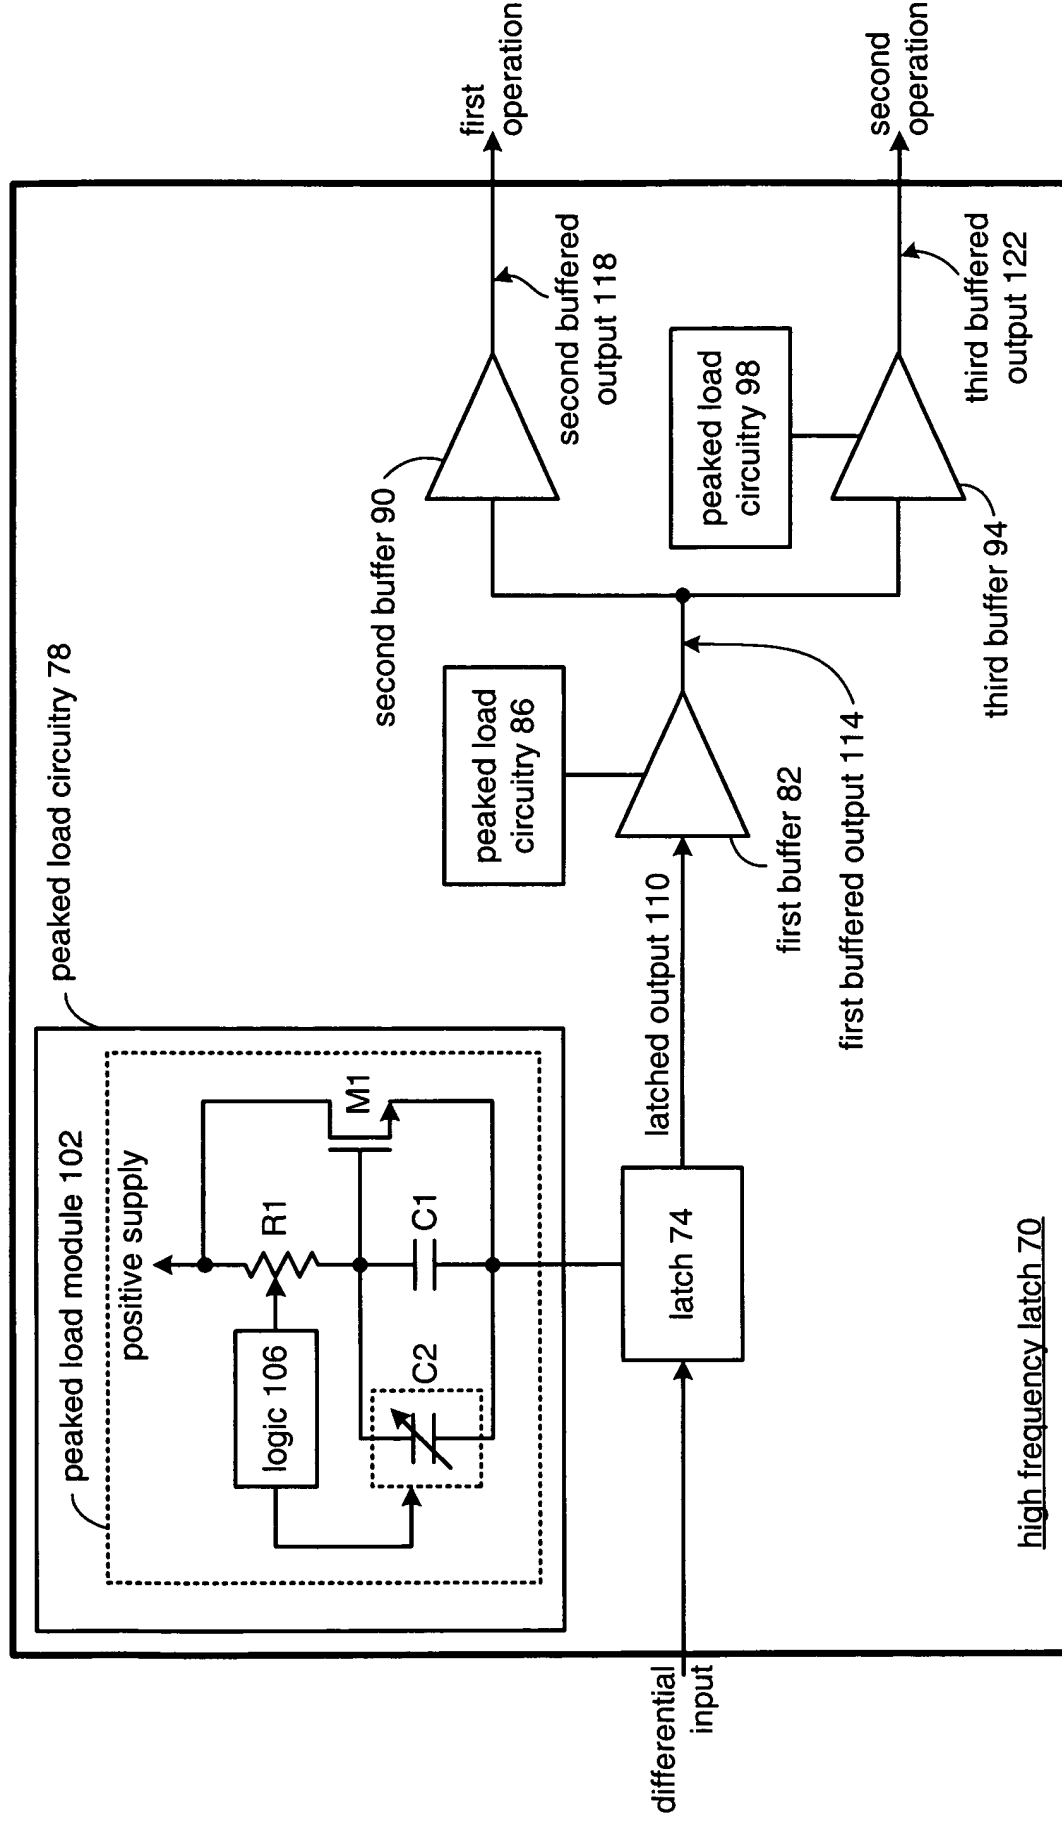 peaked load circuitry 78
peaked load module 102
positive supply
R1
logic 106
M1
C1
C2
peaked load
circuitry 86
second buffer 90
first
operation
second buffered
output 118
peaked load
circuitry 98
second
operation
third buffered
output 122
third buffer 94
differential
input
latch 74
latched output 110
first buffer 82
first buffered output 114
high frequency latch 70